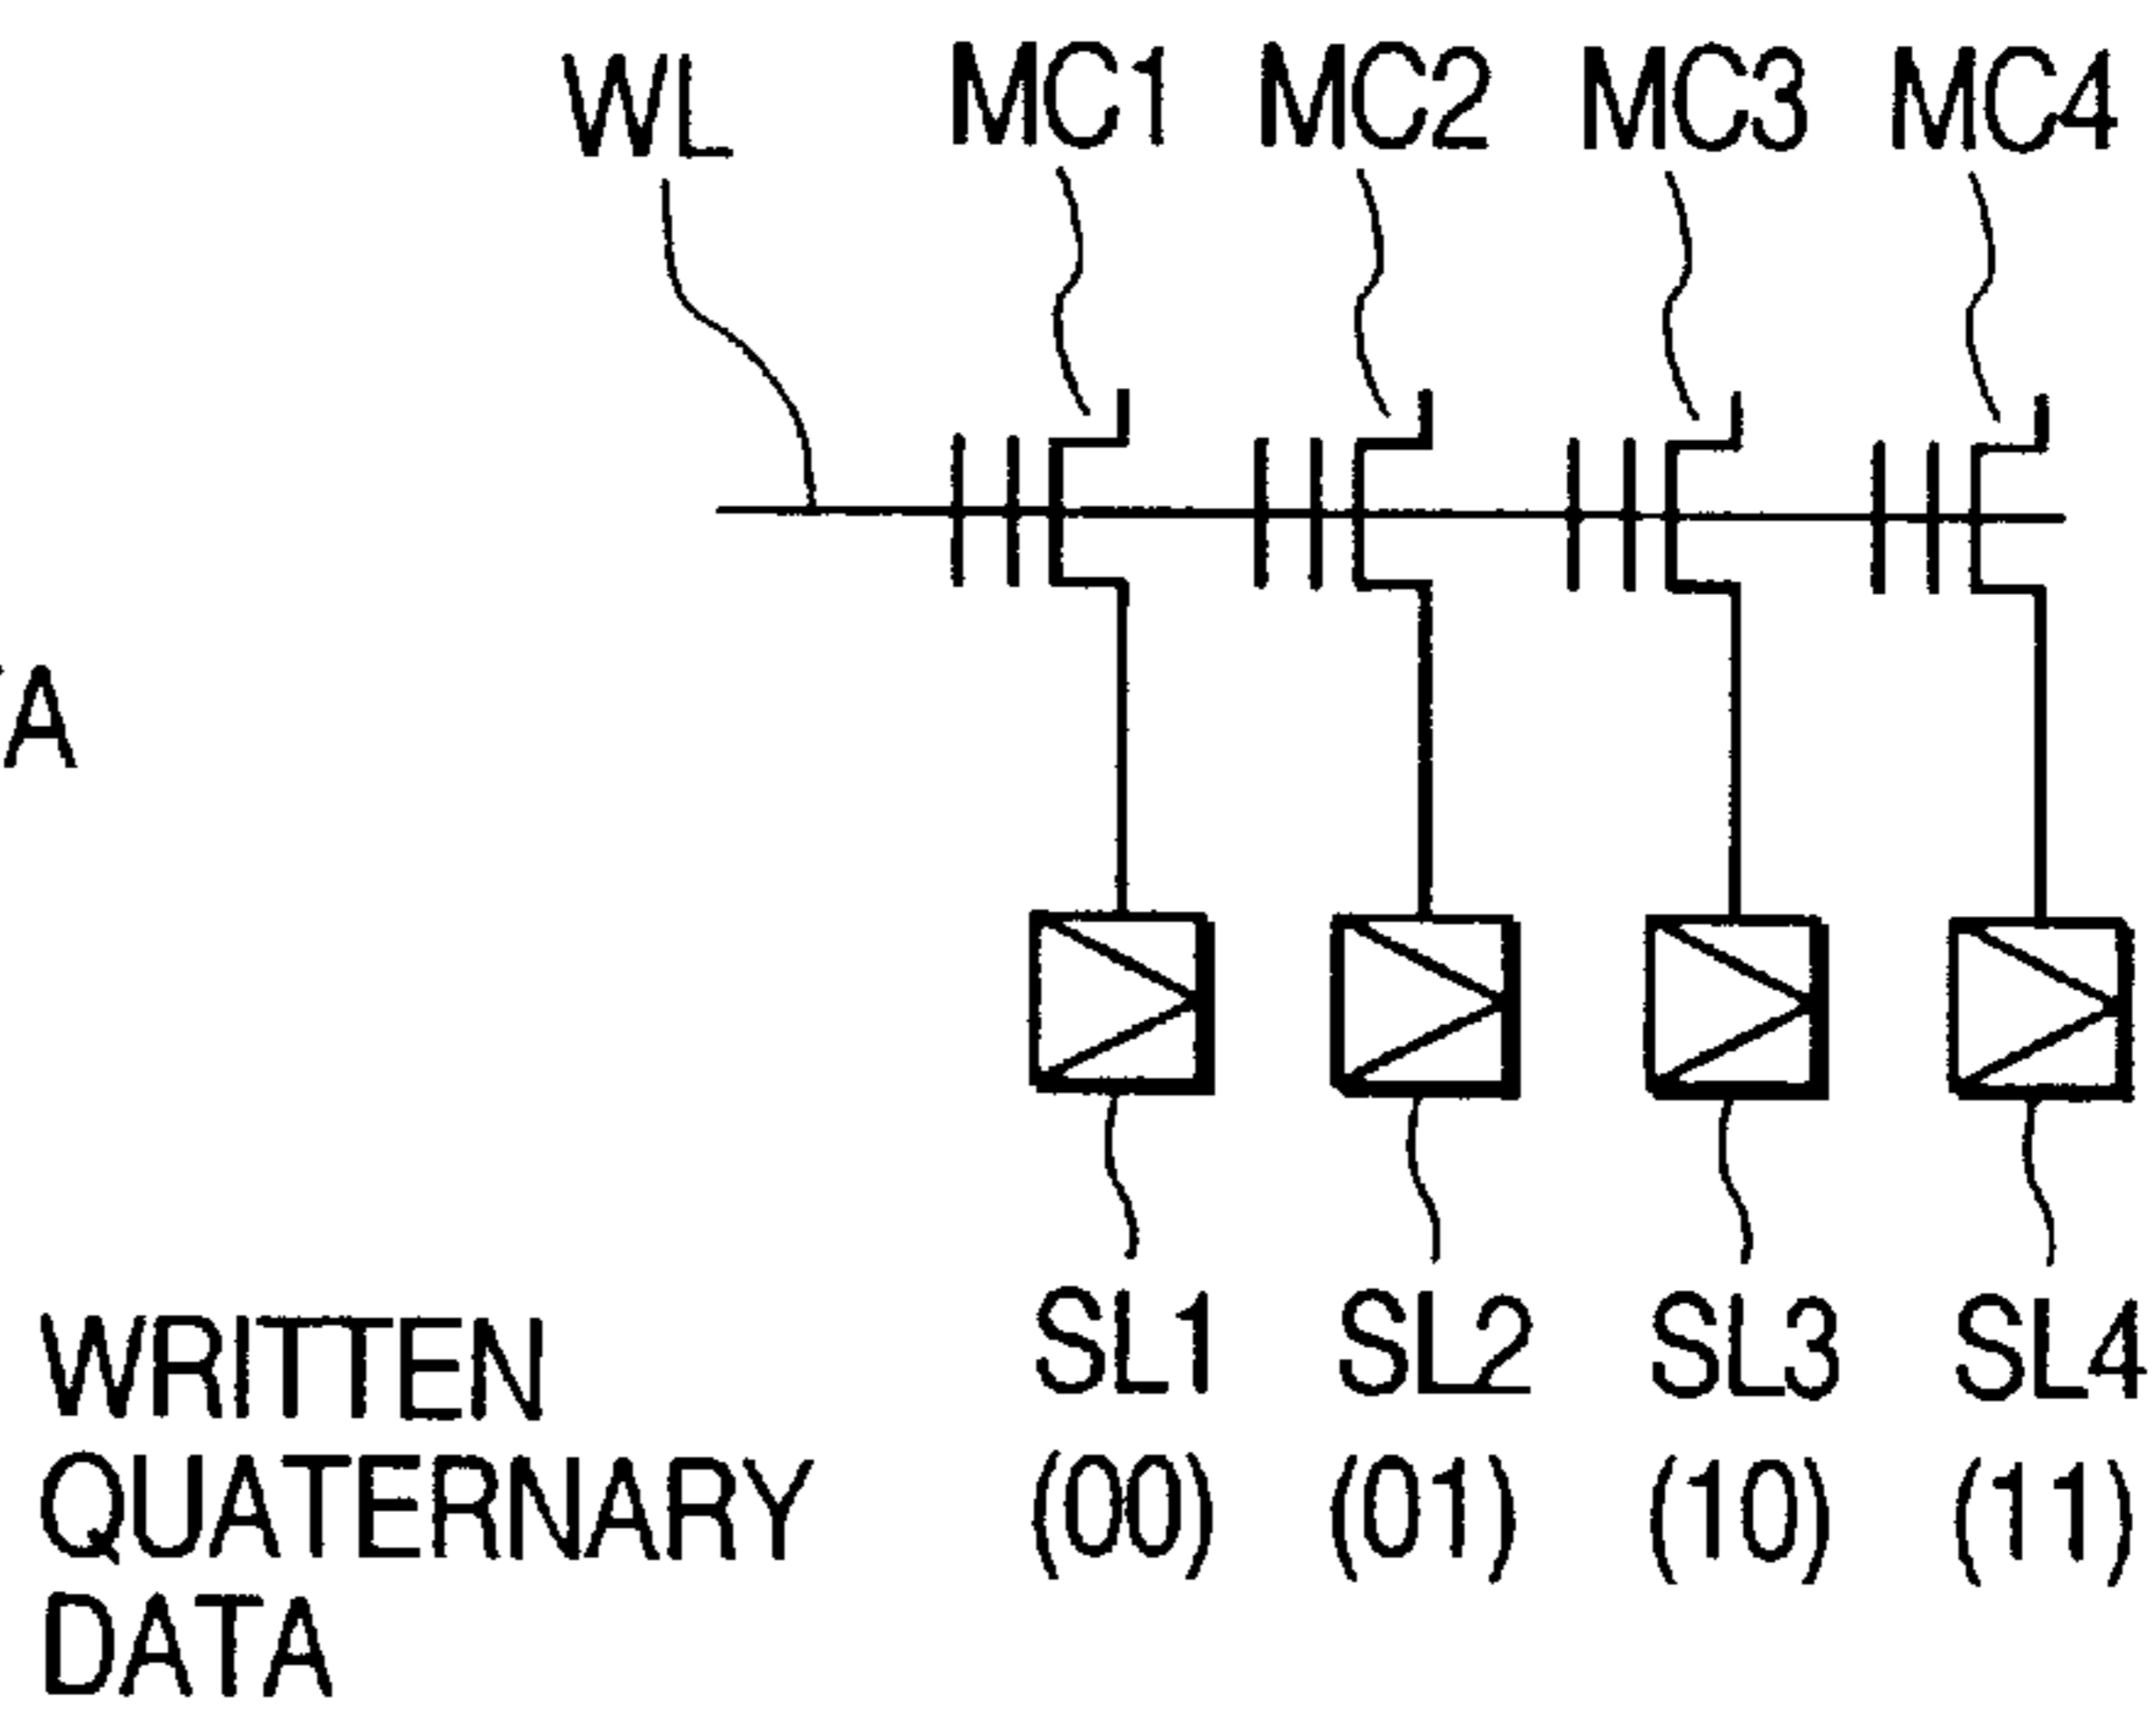 WL MC1 MC2 MC3 MC4
A
WRITTEN SL1 SL2 SL3 SL4
QUATERNARY (00) (01) (10) (11)
DATA